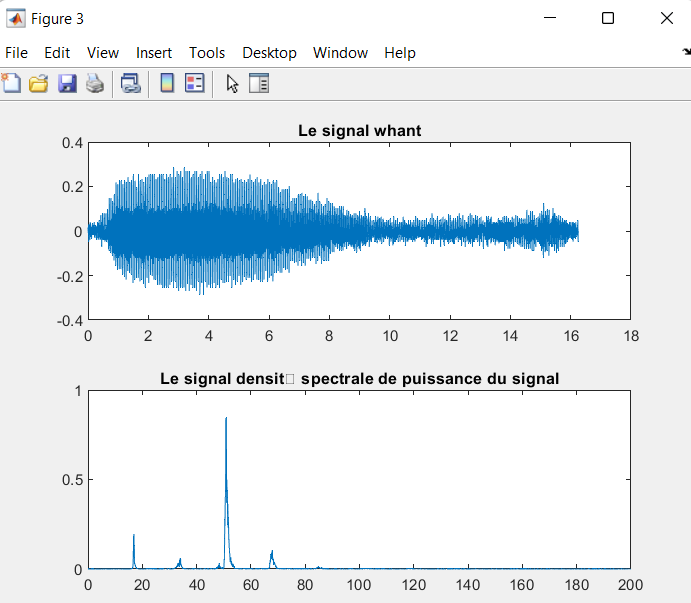 Figure 3
File Edit View Insert Tools Desktop Window Help
Le signal whant
0.4
0.2
0
-0.2
-0.4
0 2 4 6 8 10 12 14 16 18
Le signal densit□ spectrale de puissance du signal
1
0.5
0
0 20 40 60 80 100 120 140 160 180 200